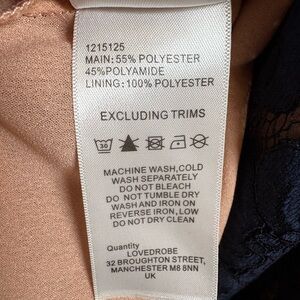 1215125
MAIN: 55% POLYESTER
45%POLYAMIDE
LINING: 100% POLYESTER
EXCLUDING TRIMS
30
MACHINE WASH,COLD
WASH SEPARATELY
DO NOT BLEACH
DO NOT TUMBLE DRY
WASH AND IRON ON
REVERSE IRON, LOW
DO NOT DRY CLEAN
Quantity
LOVEDROBE
32 BROUGHTON STREET,
MANCHESTER M8 8NN
UK